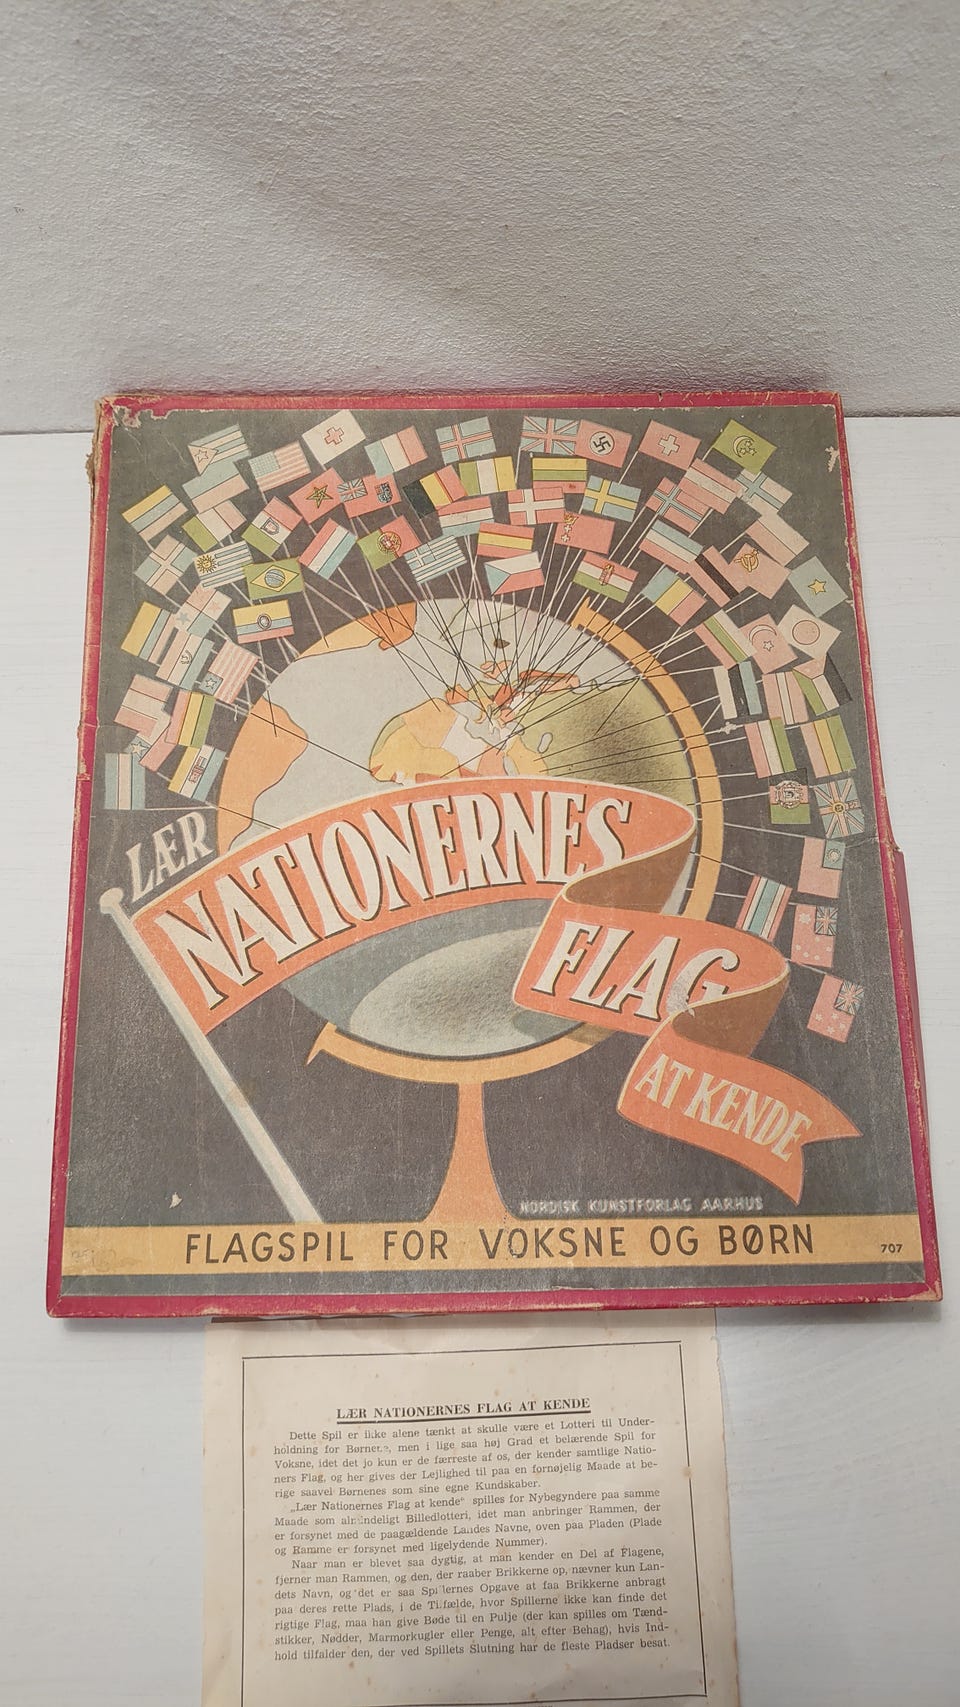 LÆR
NATIONERNES
FLAG
AT KENDE
NORDISK KUNSTFORLAG AARHUS
FLAGSPIL FOR VOKSNE OG BØRN
707
LÆR NATIONERNES FLAG AT KENDE
Dette Spil er ikke alene tænkt at skulle være et Lotteri til Under-
holdning for Børnene, men i lige saa høj Grad et belærende Spil for
Voksne, idet det jo kun er de færreste af os, der kender samtlige Natio-
ners Flag, og her gives der Lejlighed til paa en fornøjelig Maade at be-
rige saavel Børnenes som sine egne Kundskaber.
„Lær Nationernes Flag at kende“ spilles for Nybegyndere paa samme
Maade som almindeligt Billedlotteri, idet man anbringer Rammen, der
er forsynet med de paagældende Landes Navne, oven paa Pladen (Plade
og Ramme er forsynet med ligelydende Nummer).
Naar man er blevet saa dygtig, at man kender en Del af Flagene,
fjerner man Rammen, og den, der raaber Brikkerne op, nævner kun Lan-
dets Navn, og det er saa Spillernes Opgave at faa Brikkerne anbragt
paa deres rette Plads, i de Tilfælde, hvor Spillerne ikke kan finde det
rigtige Flag, maa han give Bøde til en Pulje (der kan spilles om Tænd-
stikker, Nødder, Marmorkugler eller Penge, alt efter Behag), hvis Ind-
hold tilfalder den, der ved Spillets Slutning har de fleste Pladser besat.